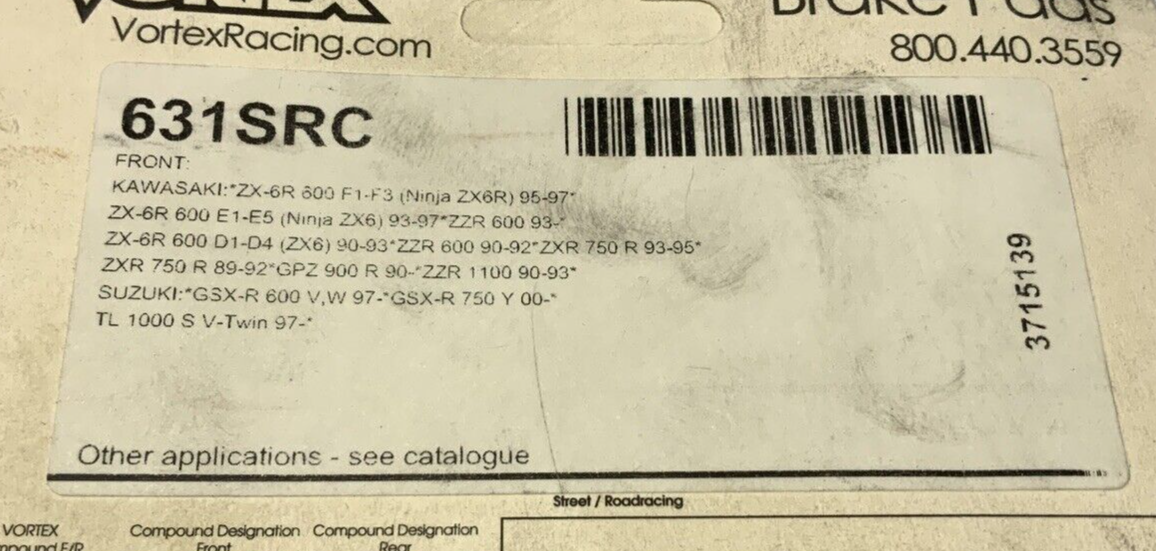 VORTEX
Brake Pads
VortexRacing.com
800.440.3559
631SRC
FRONT:
KAWASAKI:*ZX-6R 600 F1-F3 (Ninja ZX6R) 95-97*
ZX-6R 600 E1-E5 (Ninja ZX6) 93-97*ZZR 600 93-*
ZX-6R 600 D1-D4 (ZX6) 90-93*ZZR 600 90-92*ZXR 750 R 93-95*
ZXR 750 R 89-92*GPZ 900 R 90-*ZZR 1100 90-93*
SUZUKI:*GSX-R 600 V,W 97-*GSX-R 750 Y 00-*
TL 1000 S V-Twin 97-*
3715139
Other applications - see catalogue
Street / Roadracing
VORTEX
Compound Designation Compound Designation
F/R Front Rear